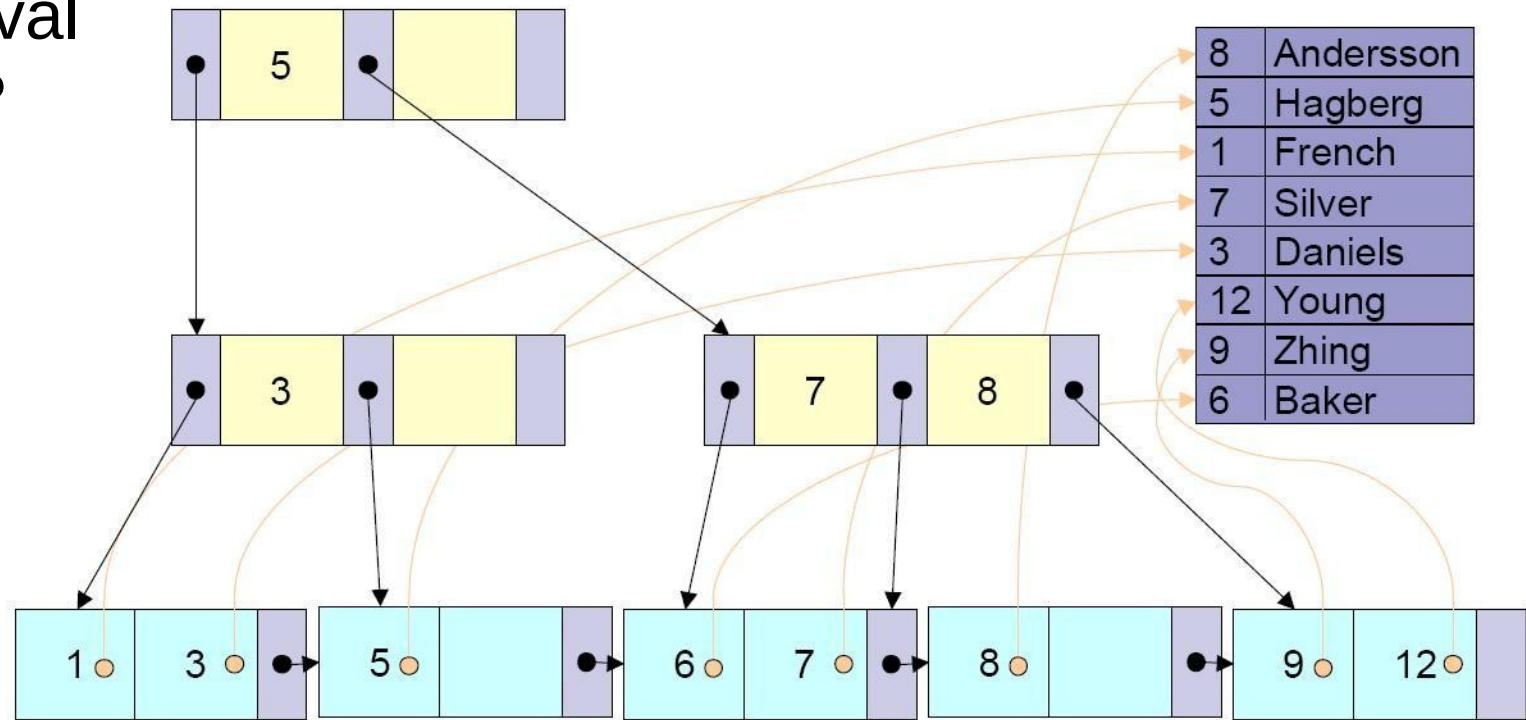 val
5
8 Andersson
5 Hagberg
1 French
7 Silver
3 Daniels
12 Young
9 Zhing
6 Baker
3
7 8
1 3 5 6 7 8 9 12